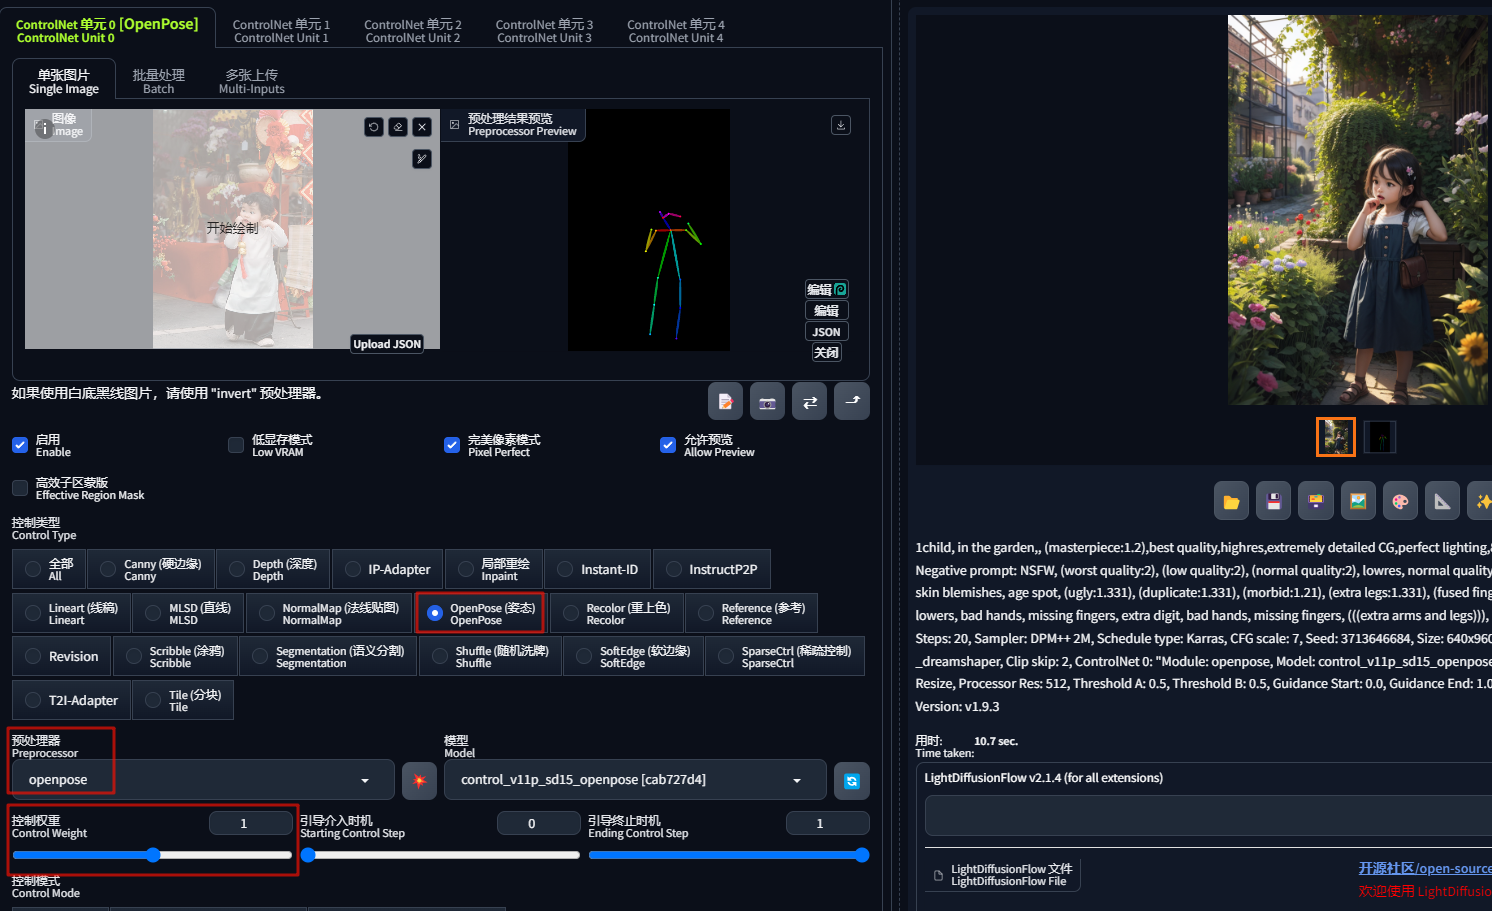 ControlNet 单元 0 [OpenPose]
ControlNet Unit 0
ControlNet 单元 1
ControlNet Unit 1
ControlNet 单元 2
ControlNet Unit 2
ControlNet 单元 3
ControlNet Unit 3
ControlNet 单元 4
ControlNet Unit 4
单张图片
Single Image
批量处理
Batch
多张上传
Multi-Inputs
图像
Image
开始绘制
Upload JSON
预处理结果预览
Preprocessor Preview
编辑
编辑
JSON
关闭
如果使用白底黑线图片，请使用 "invert" 预处理器。
启用
Enable
低显存模式
Low VRAM
完美像素模式
Pixel Perfect
允许预览
Allow Preview
高效子区蒙版
Effective Region Mask
控制类型
Control Type
全部
All
Canny (硬边缘)
Canny
Depth (深度)
Depth
IP-Adapter
局部重绘
Inpaint
Instant-ID
InstructP2P
Lineart (线稿)
Lineart
MLSD (直线)
MLSD
NormalMap (法线贴图)
NormalMap
OpenPose (姿态)
OpenPose
Recolor (重上色)
Recolor
Reference (参考)
Reference
Revision
Scribble (涂鸦)
Scribble
Segmentation (语义分割)
Segmentation
Shuffle (随机洗牌)
Shuffle
SoftEdge (软边缘)
SoftEdge
SparseCtrl (稀疏控制)
SparseCtrl
T2I-Adapter
Tile (分块)
Tile
预处理器
Preprocessor
openpose
模型
Model
control_v11p_sd15_openpose [cab727d4]
控制权重
Control Weight
1
引导介入时机
Starting Control Step
0
引导终止时机
Ending Control Step
1
控制模式
Control Mode
1child, in the garden,, (masterpiece:1.2),best quality,highres,extremely detailed CG,perfect lighting,
Negative prompt: NSFW, (worst quality:2), (low quality:2), (normal quality:2), lowres, normal quality
skin blemishes, age spot, (ugly:1.331), (duplicate:1.331), (morbid:1.21), (extra legs:1.331), (fused fing
lowers, bad hands, missing fingers, extra digit, bad hands, missing fingers, (((extra arms and legs))),
Steps: 20, Sampler: DPM++ 2M, Schedule type: Karras, CFG scale: 7, Seed: 3713646684, Size: 640x960
_dreamshaper, Clip skip: 2, ControlNet 0: "Module: openpose, Model: control_v11p_sd15_openpose
Resize, Processor Res: 512, Threshold A: 0.5, Threshold B: 0.5, Guidance Start: 0.0, Guidance End: 1.0
Version: v1.9.3
用时:
Time taken:
10.7 sec.
LightDiffusionFlow v2.1.4 (for all extensions)
LightDiffusionFlow 文件
LightDiffusionFlow File
开源社区/open-source
欢迎使用 LightDiffusio